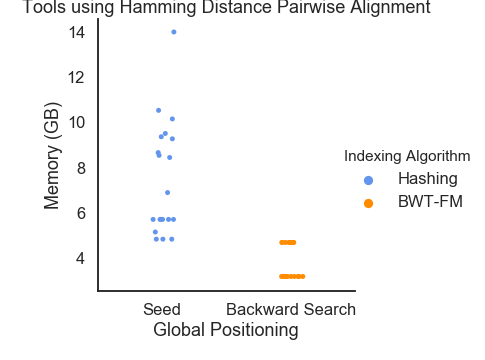 Tools using Hamming Distance Pairwise Alignment
14
12
10
8
6
4
Memory (GB)
Seed
Backward Search
Global Positioning
Indexing Algorithm
Hashing
BWT-FM